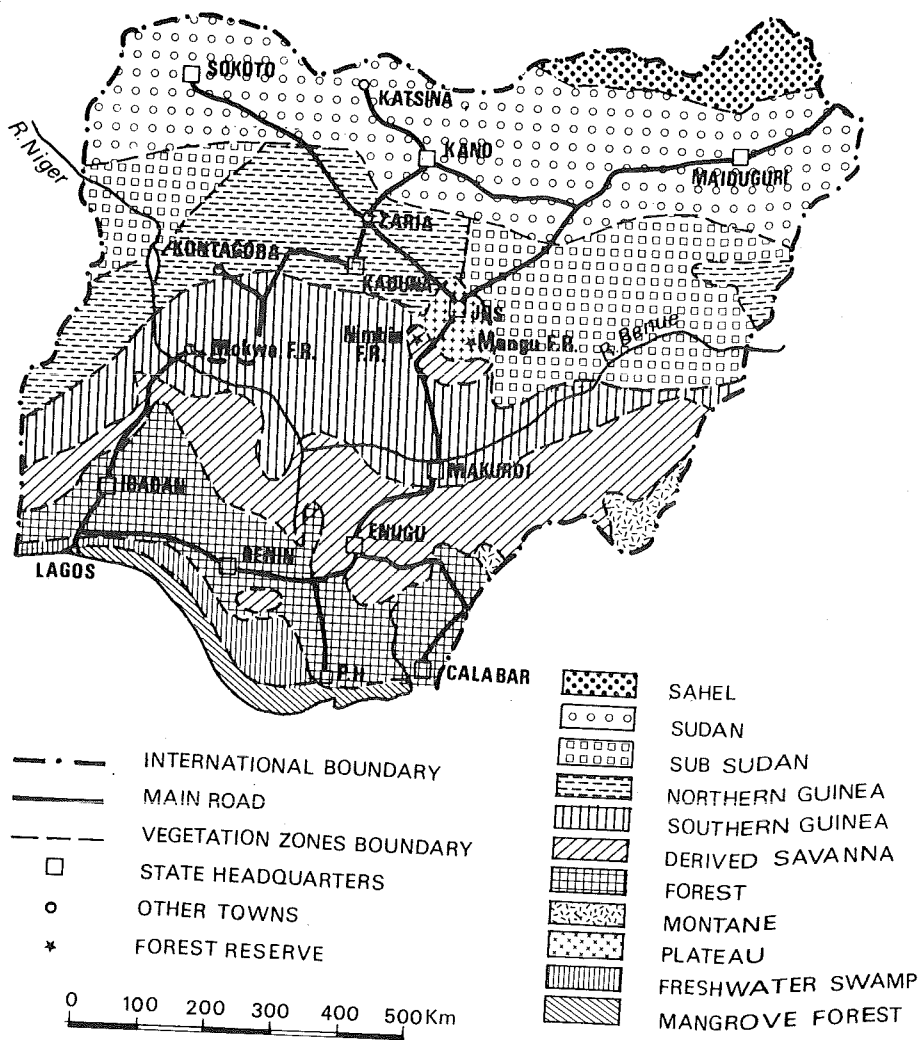 SOKOTO
KATSINA
KANO
MAIDUGURI
R. Niger
ZARIA
KONTAGORA
KADUNA
JOS
Nimbia
F.R.
Mangu F.R.
R. Benue
Mokwa F.R.
MAKURDI
IBADAN
ENUGU
BENIN
LAGOS
P.H
CALABAR
INTERNATIONAL BOUNDARY
MAIN ROAD
VEGETATION ZONES BOUNDARY
STATE HEADQUARTERS
OTHER TOWNS
FOREST RESERVE
0 100 200 300 400 500Km
SAHEL
SUDAN
SUB SUDAN
NORTHERN GUINEA
SOUTHERN GUINEA
DERIVED SAVANNA
FOREST
MONTANE
PLATEAU
FRESHWATER SWAMP
MANGROVE FOREST